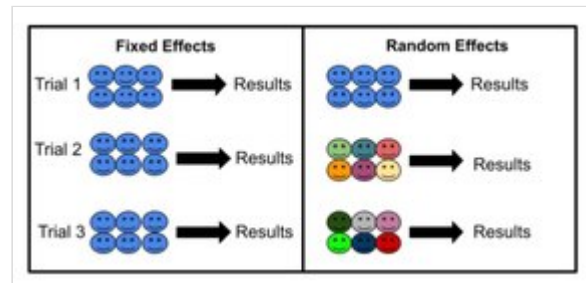 Fixed Effects
Trial 1 Results
Trial 2 Results
Trial 3 Results
Random Effects
Results
Results
Results